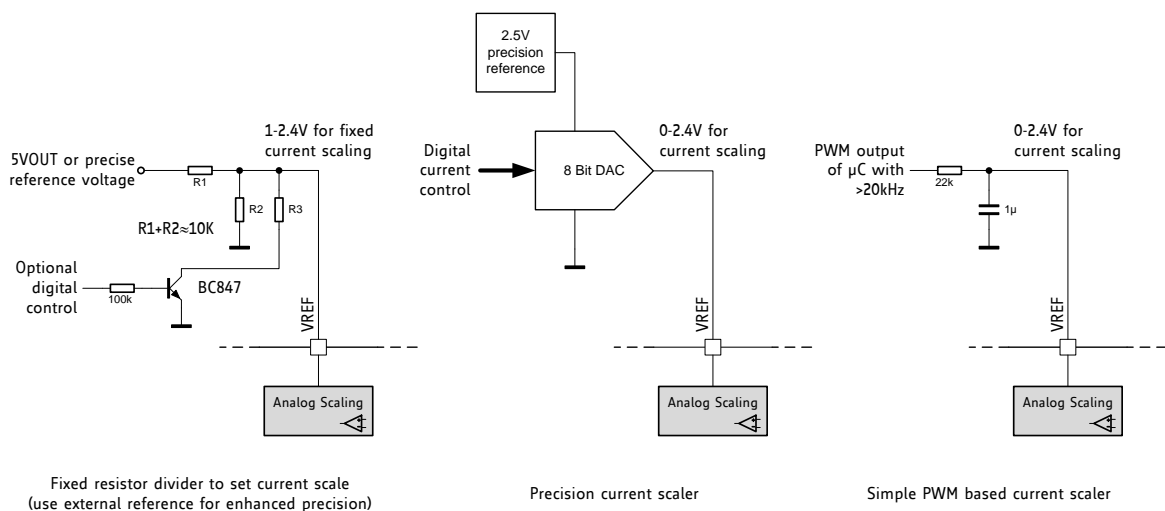 1-2.4V for fixed
current scaling
5VOUT or precise
reference voltage
R1
R2
R3
R1+R2≈10K
Optional
digital
control
100k
BC847
VREF
Analog Scaling
Fixed resistor divider to set current scale
(use external reference for enhanced precision)
2.5V
precision
reference
0-2.4V for
current scaling
Digital
current
control
8 Bit DAC
VREF
Analog Scaling
Precision current scaler
0-2.4V for
current scaling
PWM output
of µC with
>20kHz
22k
1µ
VREF
Analog Scaling
Simple PWM based current scaler